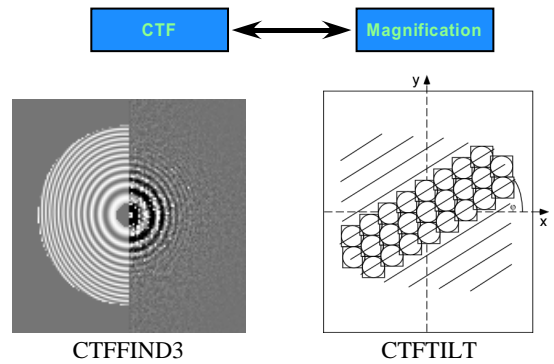 CTF
Magnification
y
φ
x
CTFFIND3
CTFTILT